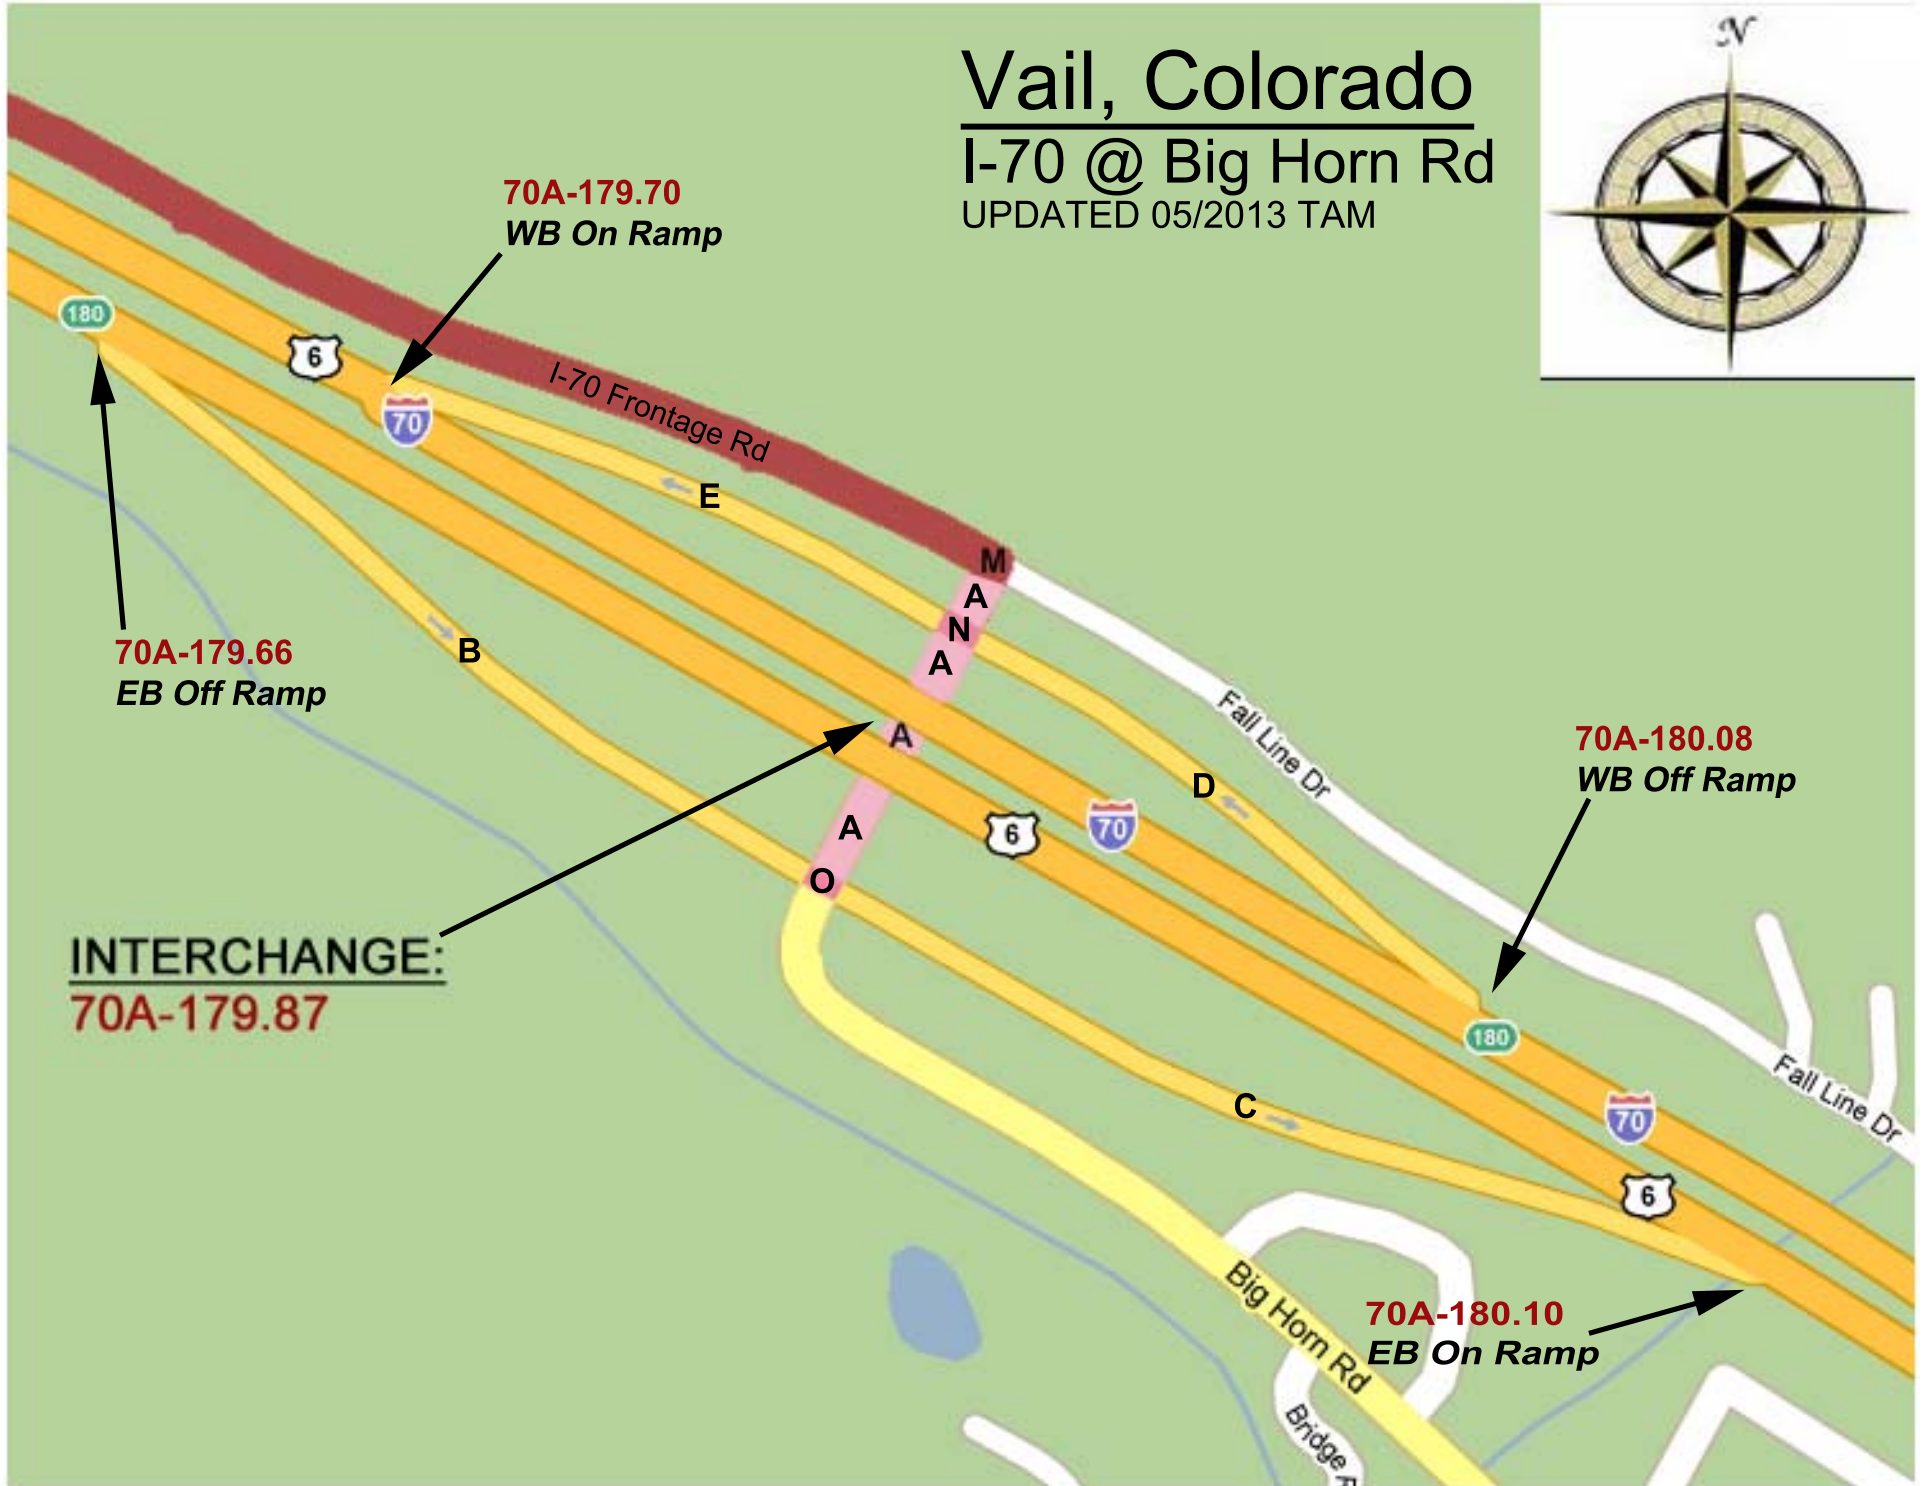 N
Vail, Colorado
I-70 @ Big Horn Rd
UPDATED 05/2013 TAM
70A-179.70
WB On Ramp
180
6
70
I-70 Frontage Rd
E
M
A
N
A
70A-179.66
EB Off Ramp
B
A
Fall Line Dr
70A-180.08
WB Off Ramp
D
6
70
A
O
INTERCHANGE:
70A-179.87
180
Fall Line Dr
C
70
6
Big Horn Rd
70A-180.10
EB On Ramp
Bridge